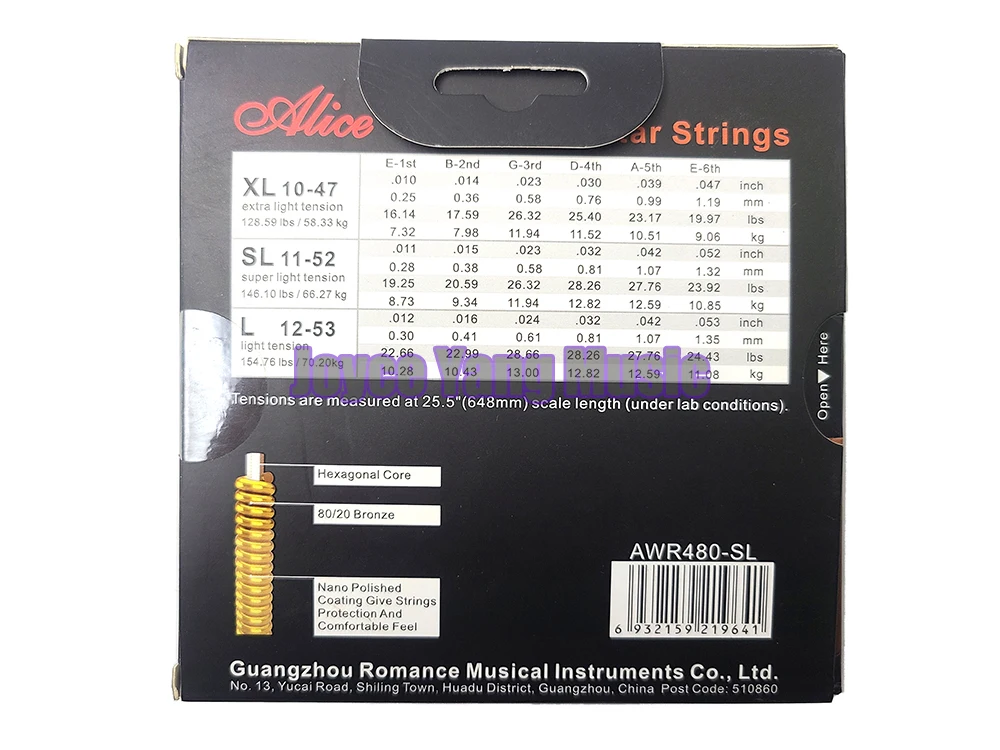 Alice
ar Strings
E-1st B-2nd G-3rd D-4th A-5th E-6th
XL 10-47
extra light tension
128.59 lbs / 58.33 kg
.010 .014 .023 .030 .039 .047 inch
0.25 0.36 0.58 0.76 0.99 1.19 mm
16.14 17.59 26.32 25.40 23.17 19.97 lbs
7.32 7.98 11.94 11.52 10.51 9.06 kg
SL 11-52
super light tension
146.10 lbs / 66.27 kg
.011 .015 .023 .032 .042 .052 inch
0.28 0.38 0.58 0.81 1.07 1.32 mm
19.25 20.59 26.32 28.26 27.76 23.92 lbs
8.73 9.34 11.94 12.82 12.59 10.85 kg
L 12-53
light tension
154.76 lbs / 70.20kg
.012 .016 .024 .032 .042 .053 inch
0.30 0.41 0.61 0.81 1.07 1.35 mm
22.66 22.99 28.66 28.26 27.76 24.43 lbs
10.28 10.43 13.00 12.82 12.59 11.08 kg
Joyce Yang Music
Tensions are measured at 25.5"(648mm) scale length (under lab conditions).
Open Here
Hexagonal Core
80/20 Bronze
Nano Polished
Coating Give Strings
Protection And
Comfortable Feel
AWR480-SL
6 932159 219641
Guangzhou Romance Musical Instruments Co., Ltd.
No. 13, Yucai Road, Shiling Town, Huadu District, Guangzhou, China Post Code: 510860